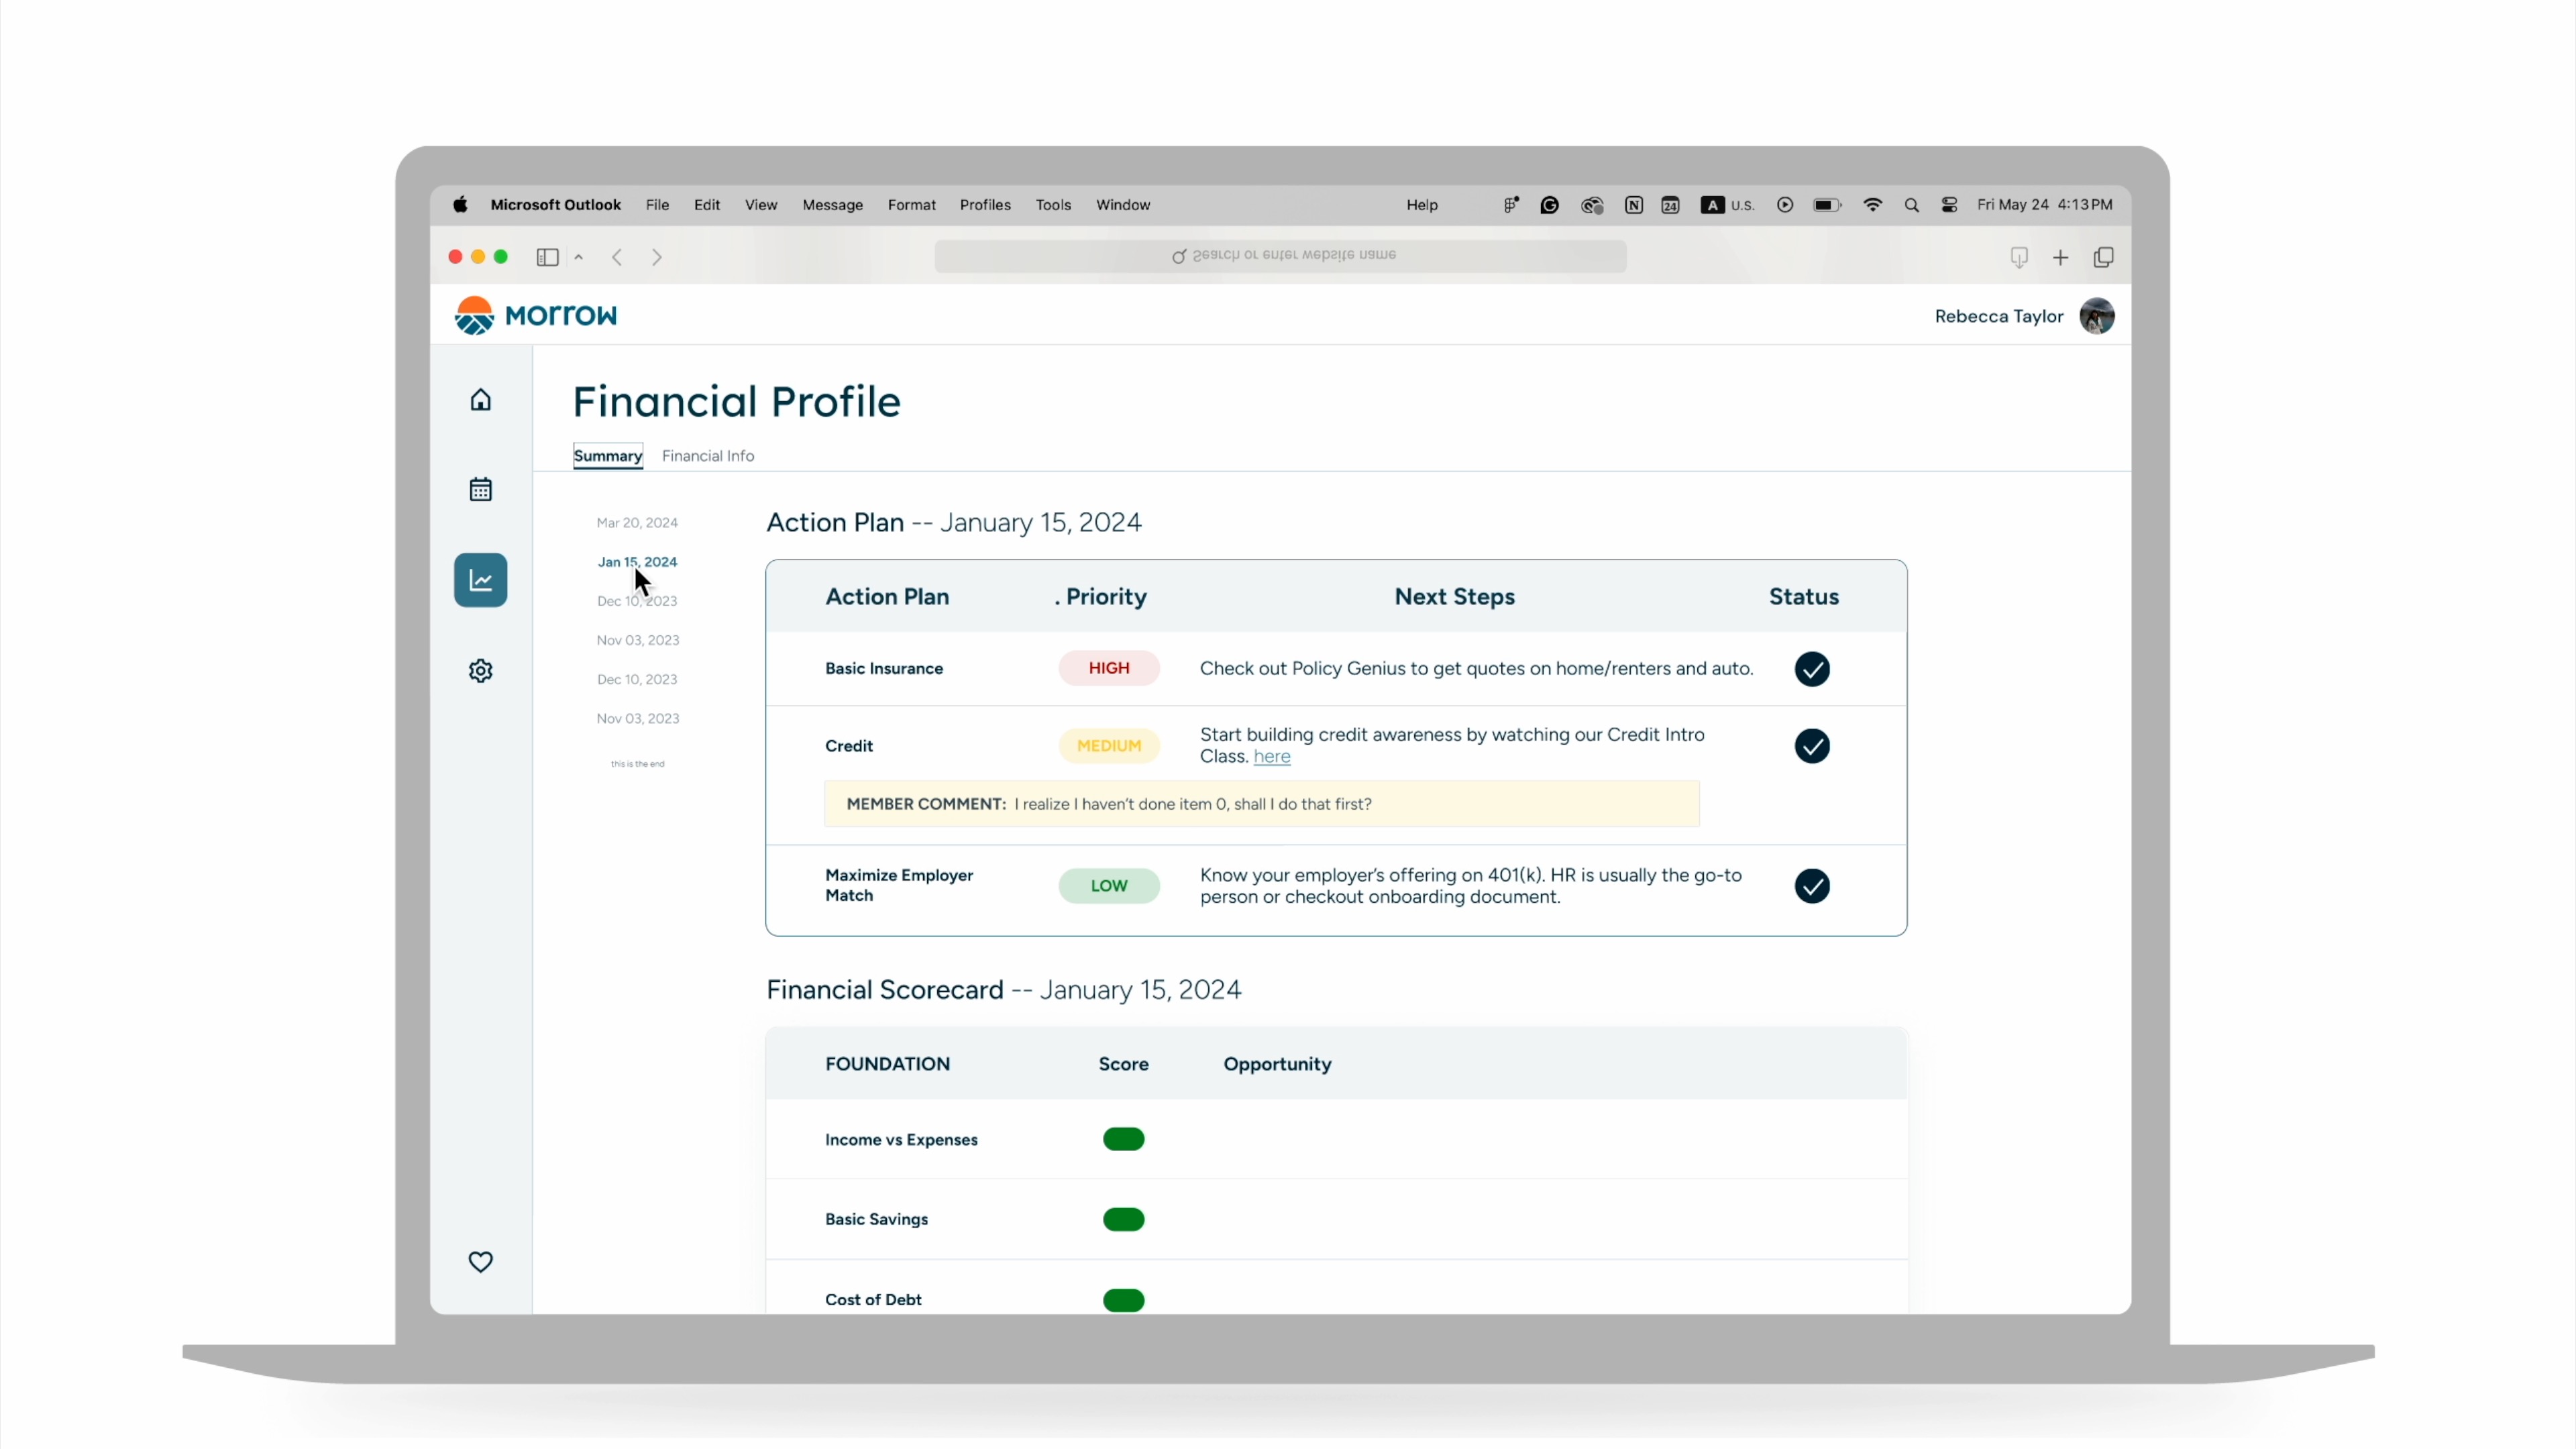 Microsoft Outlook File Edit View Message Format Profiles Tools Window Help N 24 A U.S. Fri May 24 4:13 PM
Search or enter website name
MORROW
Rebecca Taylor
Financial Profile
Summary Financial Info
Mar 20, 2024
Jan 15, 2024
Dec 10, 2023
Nov 03, 2023
Dec 10, 2023
Nov 03, 2023
this is the end
Action Plan -- January 15, 2024
Action Plan . Priority Next Steps Status
Basic Insurance HIGH Check out Policy Genius to get quotes on home/renters and auto.
Credit MEDIUM Start building credit awareness by watching our Credit Intro
Class. here
MEMBER COMMENT: I realize I haven't done item 0, shall I do that first?
Maximize Employer
Match
LOW
Know your employer's offering on 401(k). HR is usually the go-to
person or checkout onboarding document.
Financial Scorecard -- January 15, 2024
FOUNDATION Score Opportunity
Income vs Expenses
Basic Savings
Cost of Debt